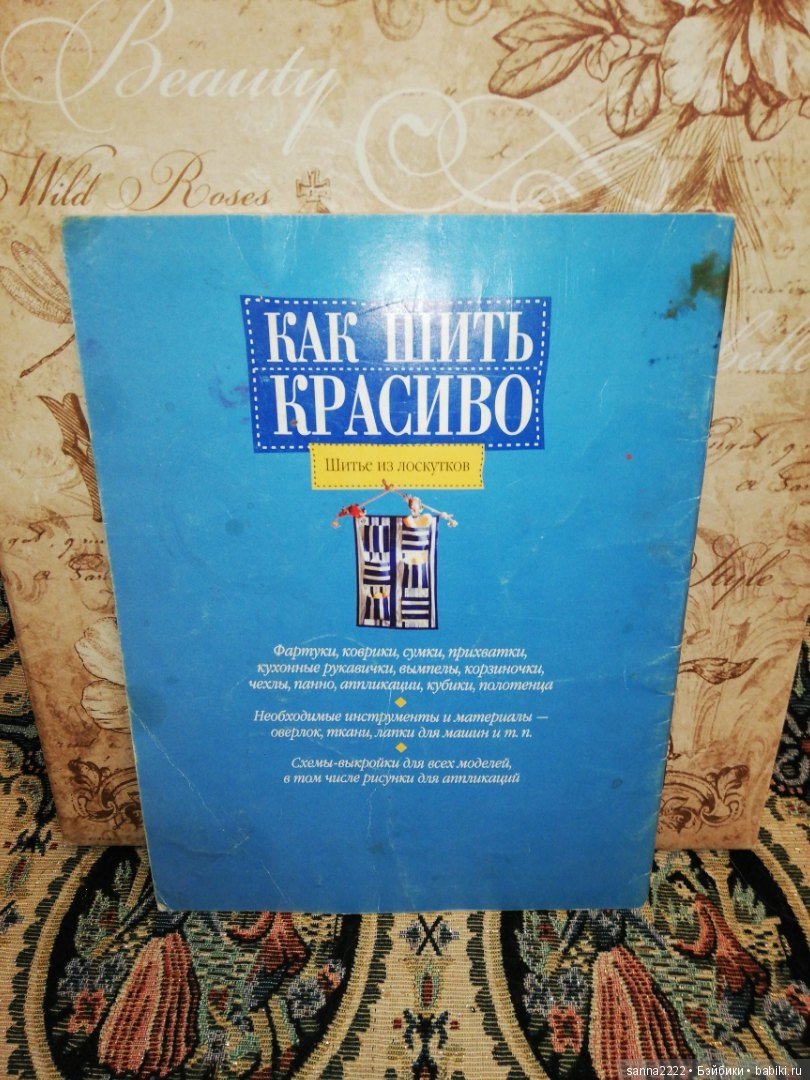 Beauty
Wild Roses
КАК ШИТЬ
КРАСИВО
Шитье из лоскутков
Style
Фартуки, коврики, сумки, прихватки,
кухонные рукавички, вымпелы, корзиночки,
чехлы, панно, аппликации, кубики, полотенца
Необходимые инструменты и материалы —
оверлок, ткани, лапки для машин и т. п.
Схемы-выкройки для всех моделей,
в том числе рисунки для аппликаций
sanna2222 • Бэйбики • babiki.ru